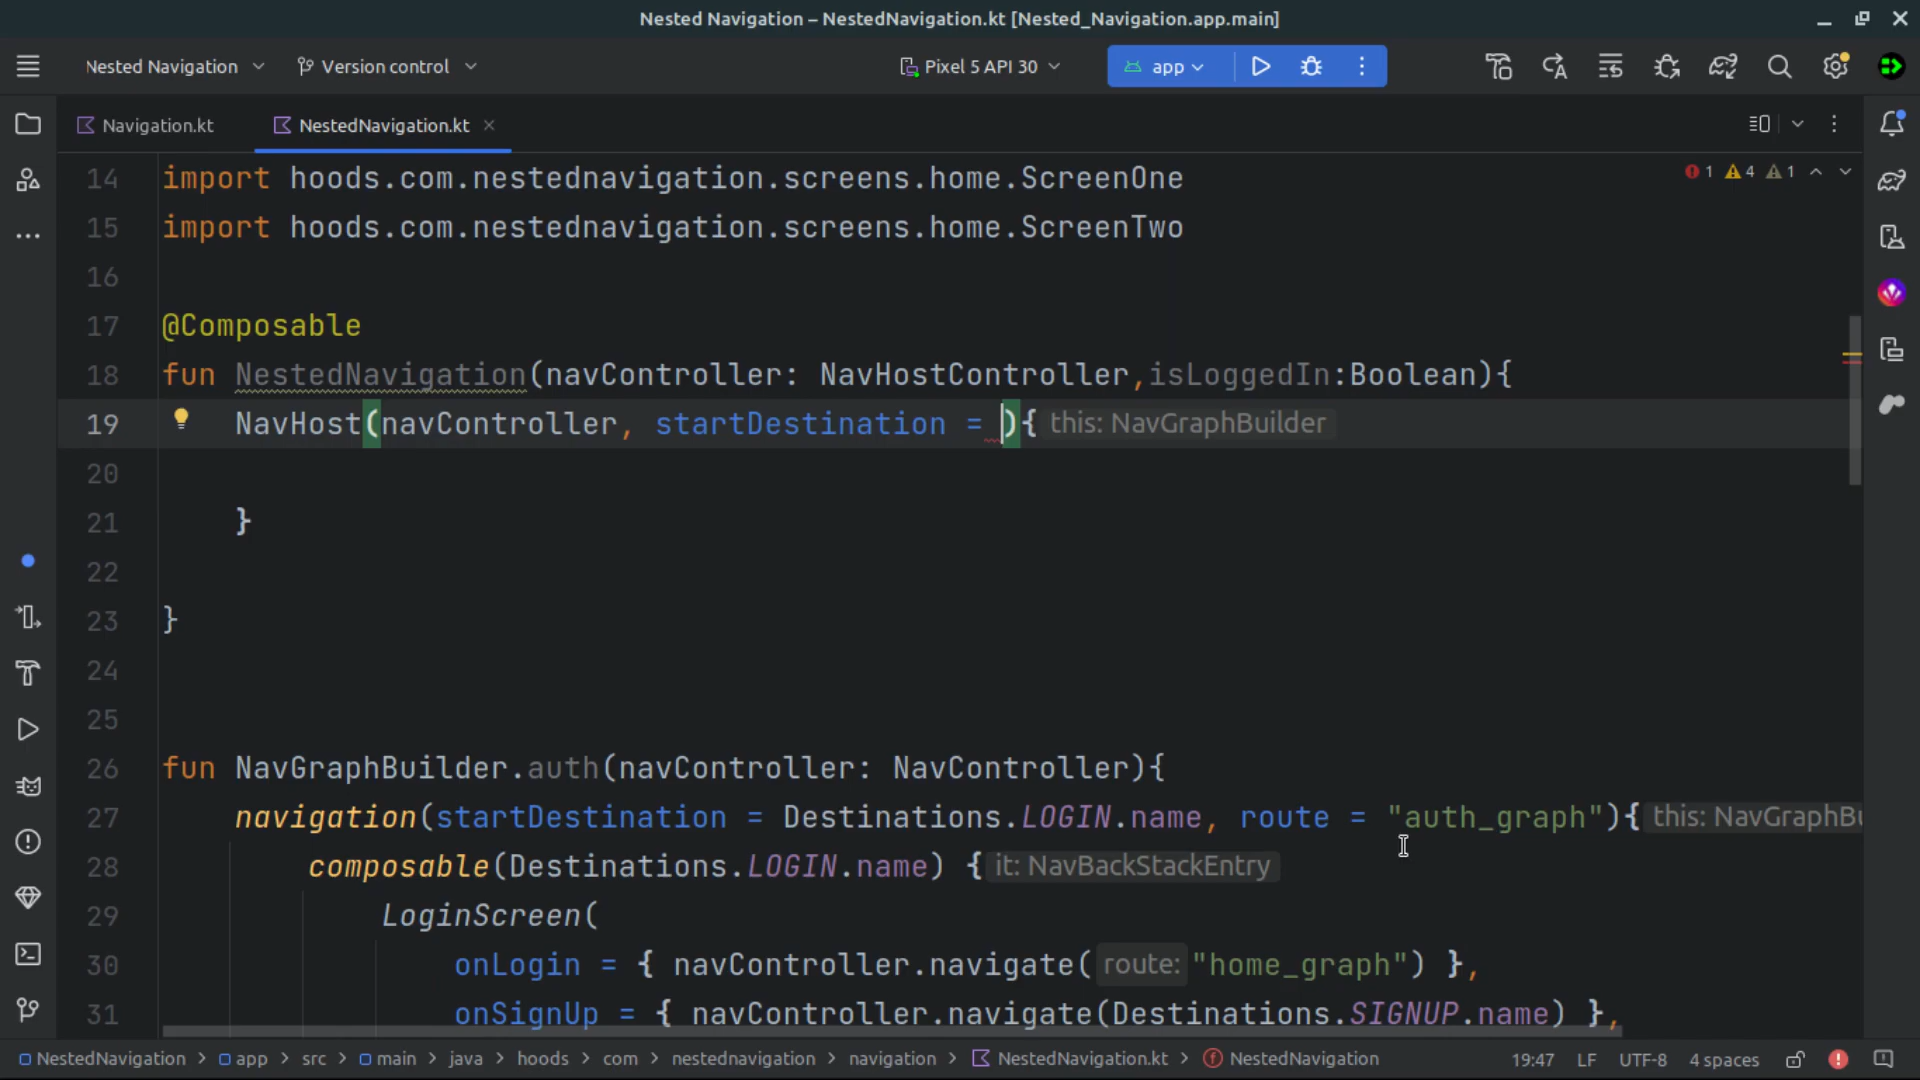 Nested Navigation – NestedNavigation.kt [Nested_Navigation.app.main]
Nested Navigation Version control Pixel 5 API 30 app
Navigation.kt NestedNavigation.kt
14 import hoods.com.nestednavigation.screens.home.ScreenOne 1 4 1
15 import hoods.com.nestednavigation.screens.home.ScreenTwo
16
17 @Composable
18 fun NestedNavigation(navController: NavHostController,isLoggedIn:Boolean){
19 NavHost(navController, startDestination = ){ this: NavGraphBuilder
20
21 }
22
23 }
24
25
26 fun NavGraphBuilder.auth(navController: NavController){
27 navigation(startDestination = Destinations.LOGIN.name, route = "auth_graph"){ this: NavGraphBu
28 composable(Destinations.LOGIN.name) { it: NavBackStackEntry
29 LoginScreen(
30 onLogin = { navController.navigate( route: "home_graph") },
31 onSignUp = { navController.navigate(Destinations.SIGNUP.name) },
NestedNavigation > app > src > main > java > hoods > com > nestednavigation > navigation > NestedNavigation.kt > NestedNavigation 19:47 LF UTF-8 4 spaces